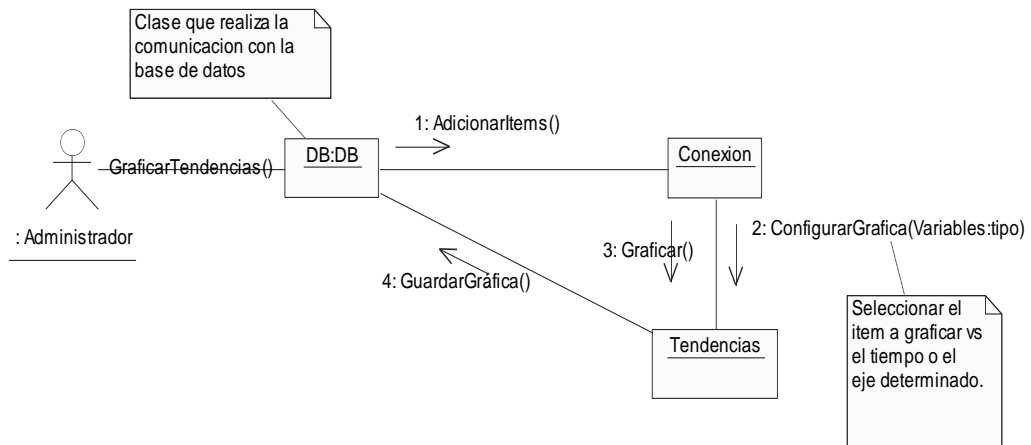 Clase que realiza la
comunicacion con la
base de datos
1: AdicionarItems()
GraficarTendencias()
DB:DB
Conexion
: Administrador
3: Graficar()
2: ConfigurarGrafica(Variables:tipo)
4: GuardarGráfica()
Tendencias
Seleccionar el
item a graficar vs
el tiempo o el
eje determinado.